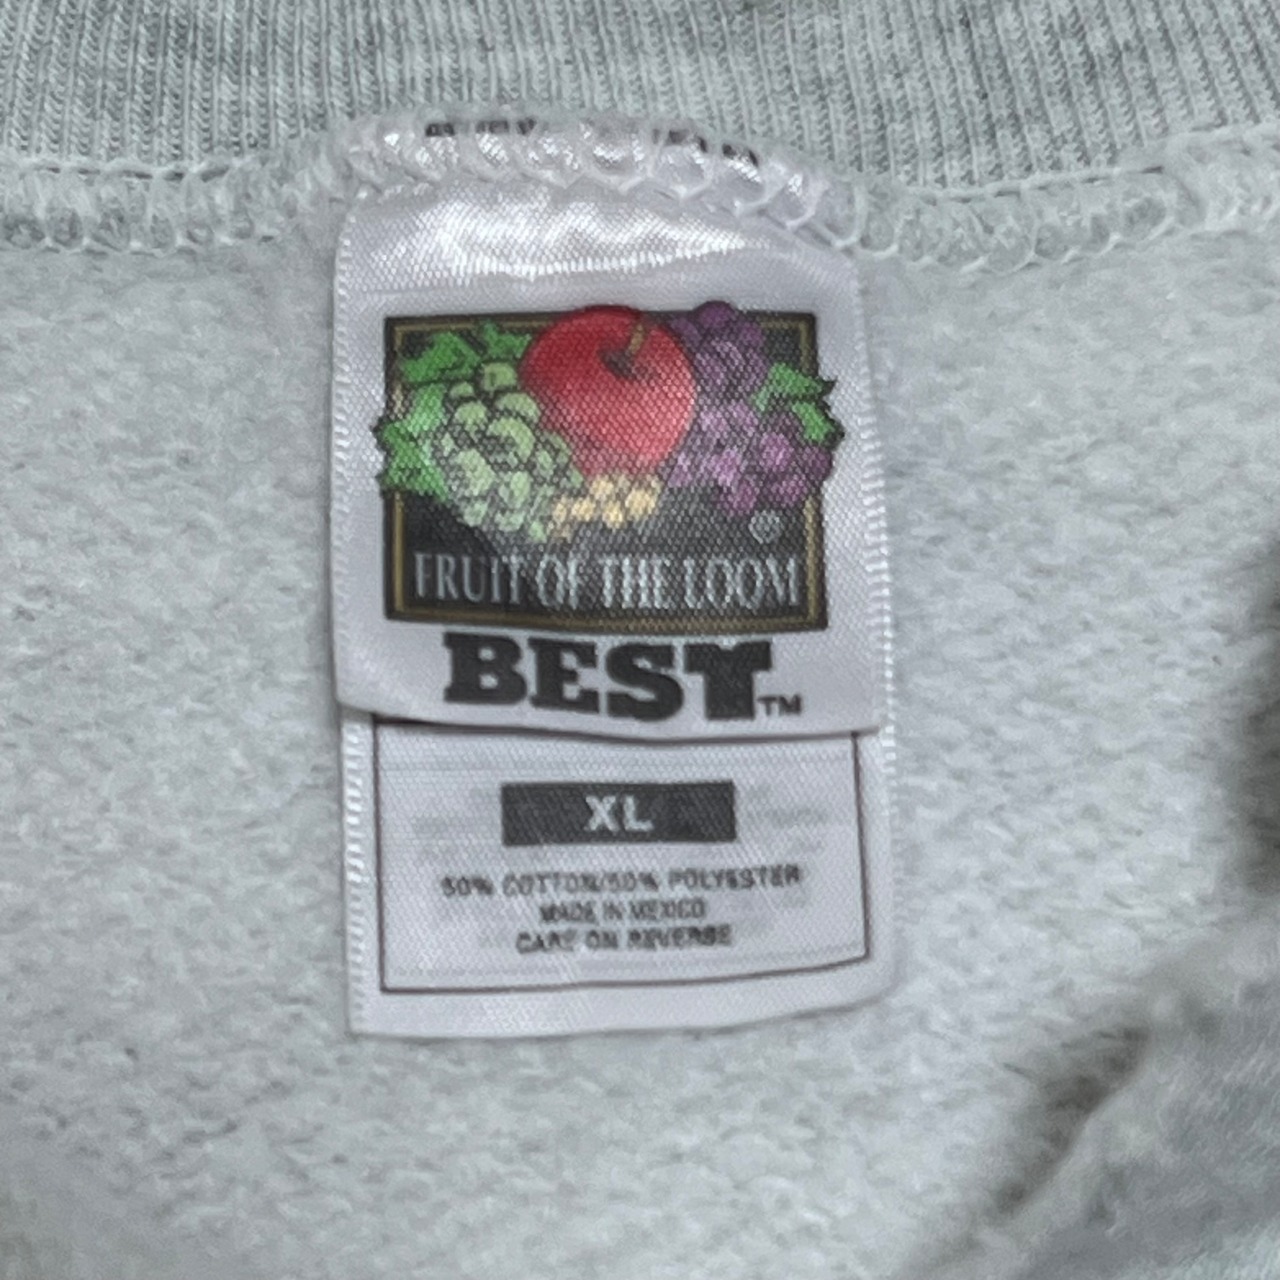 ®
FRUIT OF THE LOOM
BEST™
XL
50% COTTON/50% POLYESTER
MADE IN MEXICO
CARE ON REVERSE